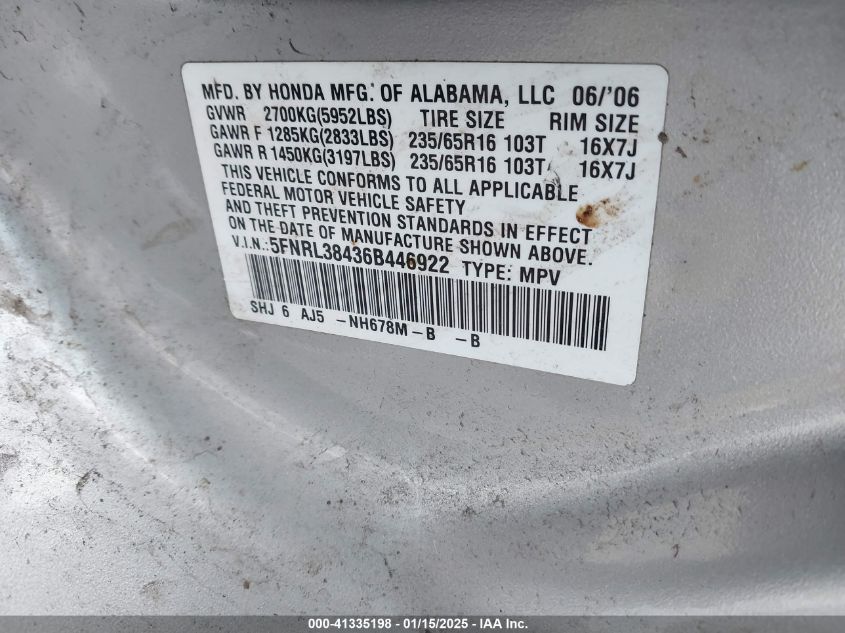 MFD. BY HONDA MFG. OF ALABAMA, LLC 06/'06
GVWR 2700KG(5952LBS) TIRE SIZE RIM SIZE
GAWR F 1285KG(2833LBS) 235/65R16 103T 16X7J
GAWR R 1450KG(3197LBS) 235/65R16 103T 16X7J
THIS VEHICLE CONFORMS TO ALL APPLICABLE
FEDERAL MOTOR VEHICLE SAFETY
AND THEFT PREVENTION STANDARDS IN EFFECT
ON THE DATE OF MANUFACTURE SHOWN ABOVE.
V.I.N.: 5FNRL38436B446922 TYPE: MPV
SHJ 6 AJ5 -NH678M-B -B
000-41335198 - 01/15/2025 - IAA Inc.